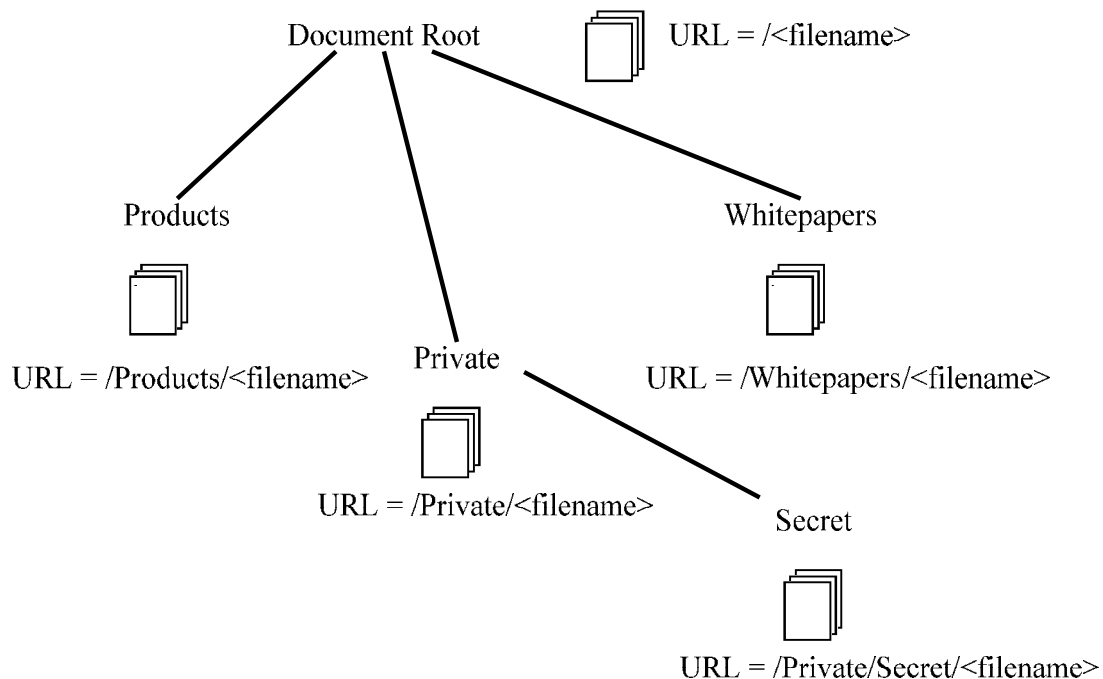 Document Root
URL = /<filename>
Products
Whitepapers
URL = /Products/<filename>
Private
URL = /Whitepapers/<filename>
URL = /Private/<filename>
Secret
URL = /Private/Secret/<filename>